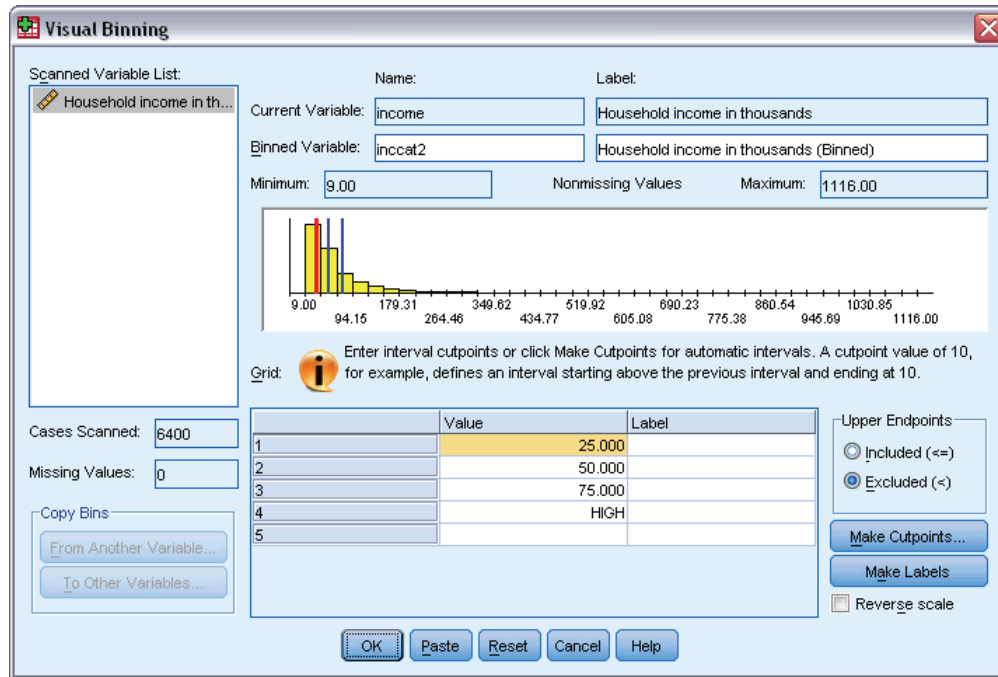 Visual Binning
Scanned Variable List:
Household income in th...
Name:
Label:
Current Variable:
income
Household income in thousands
Binned Variable:
inccat2
Household income in thousands (Binned)
Minimum:
9.00
Nonmissing Values
Maximum:
1116.00
9.00 179.31 349.62 519.92 690.23 860.54 1030.85
94.15 264.46 434.77 605.08 775.38 945.69 1116.00
Grid:
i
Enter interval cutpoints or click Make Cutpoints for automatic intervals. A cutpoint value of 10,
for example, defines an interval starting above the previous interval and ending at 10.
Cases Scanned:
6400
Missing Values:
0
Copy Bins
From Another Variable...
To Other Variables...
Value Label
1 25.000
2 50.000
3 75.000
4 HIGH
5
Upper Endpoints
Included (<=)
Excluded (<)
Make Cutpoints...
Make Labels
Reverse scale
OK Paste Reset Cancel Help